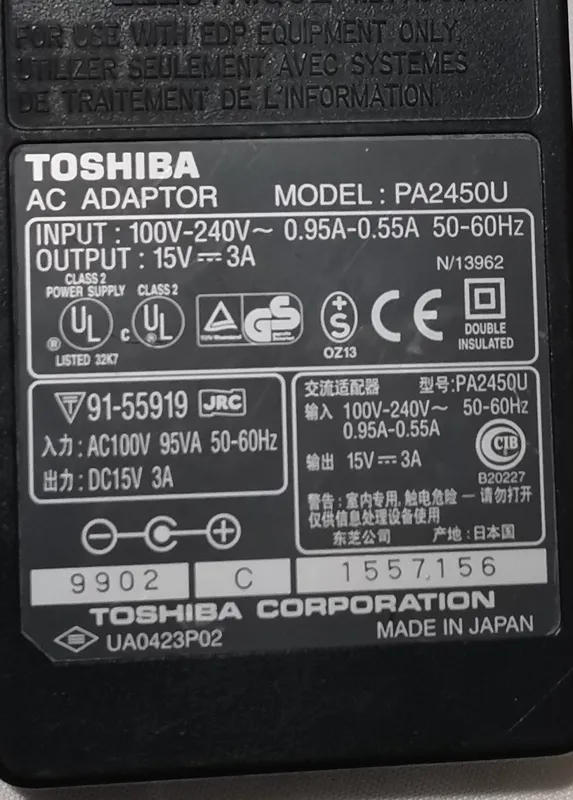 FOR USE WITH EDP EQUIPMENT ONLY.
UTILIZER SEULEMENT AVEC SYSTEMES
DE TRAITEMENT DE L'INFORMATION.
TOSHIBA
AC ADAPTOR MODEL : PA2450U
INPUT : 100V-240V~ 0.95A-0.55A 50-60Hz
OUTPUT : 15V⎓3A
N/13962
CLASS 2
POWER SUPPLY CLASS 2
UL ® c UL ® GS + S CE
LISTED 32K7
OZ13
DOUBLE
INSULATED
91-55919 JRC
入力 : AC100V 95VA 50-60Hz
出力 : DC15V 3A
交流适配器 型号:PA2450U
输入 100V-240V~ 50-60Hz
0.95A-0.55A
输出 15V⎓3A
CIB
B20227
警告 : 室内专用,触电危险 一 请勿打开
仅供信息处理设备使用
东芝公司 产地 : 日本国
9902 C 1557156
TOSHIBA CORPORATION
UA0423P02 MADE IN JAPAN